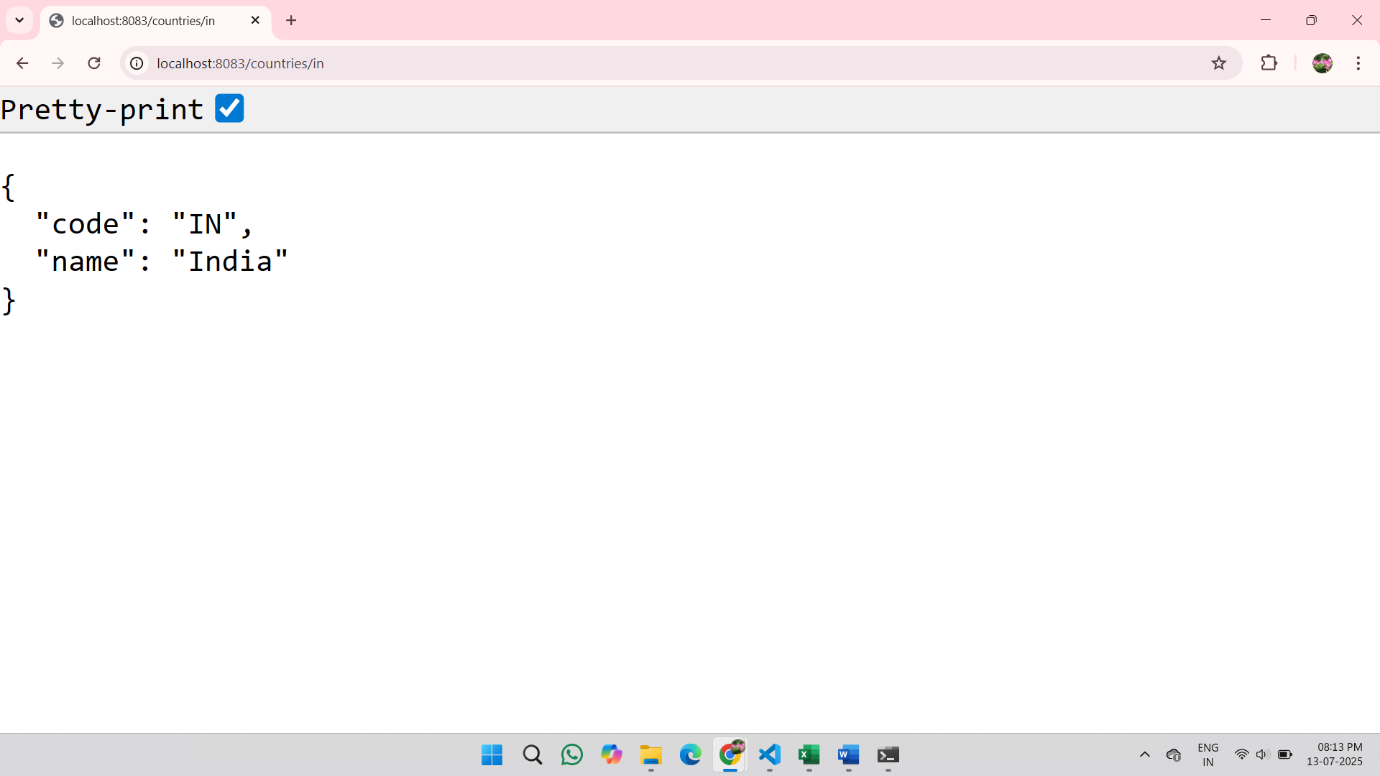 localhost:8083/countries/in
localhost:8083/countries/in
Pretty-print
{
  "code": "IN",
  "name": "India"
}
ENG
IN
08:13 PM
13-07-2025